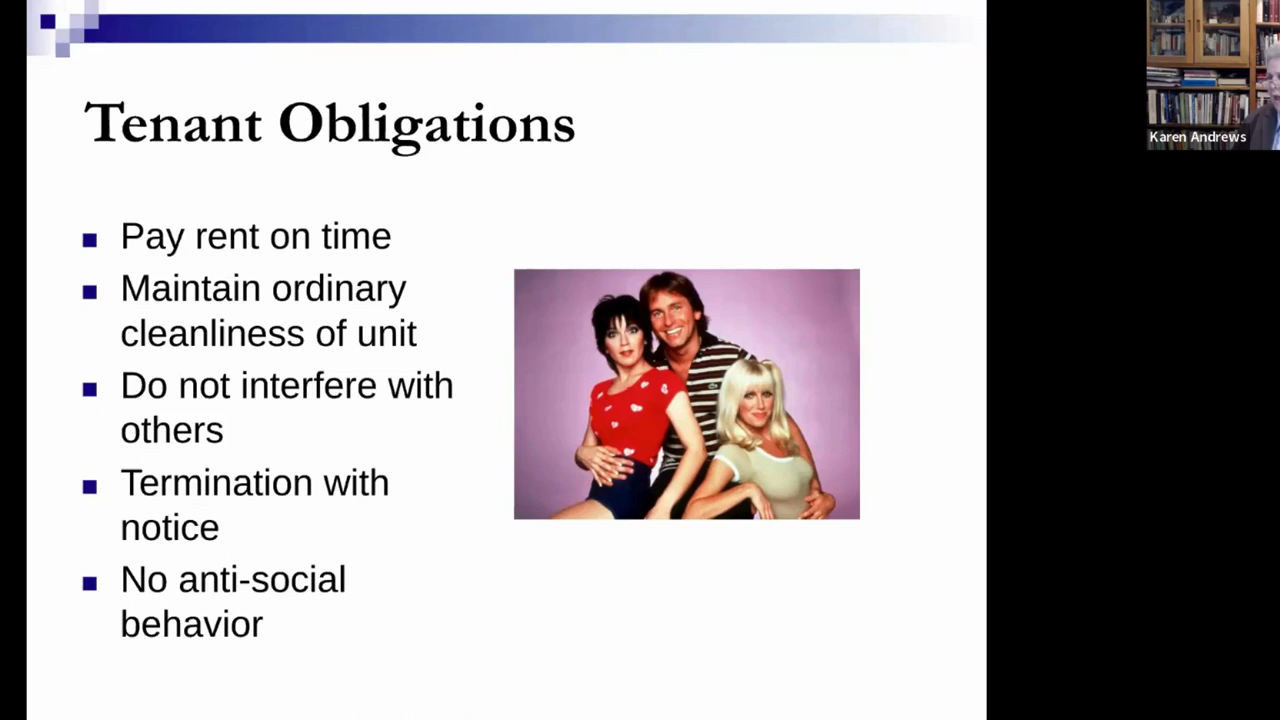 Tenant Obligations
Pay rent on time
Maintain ordinary
cleanliness of unit
Do not interfere with
others
Termination with
notice
No anti-social
behavior
Karen Andrews